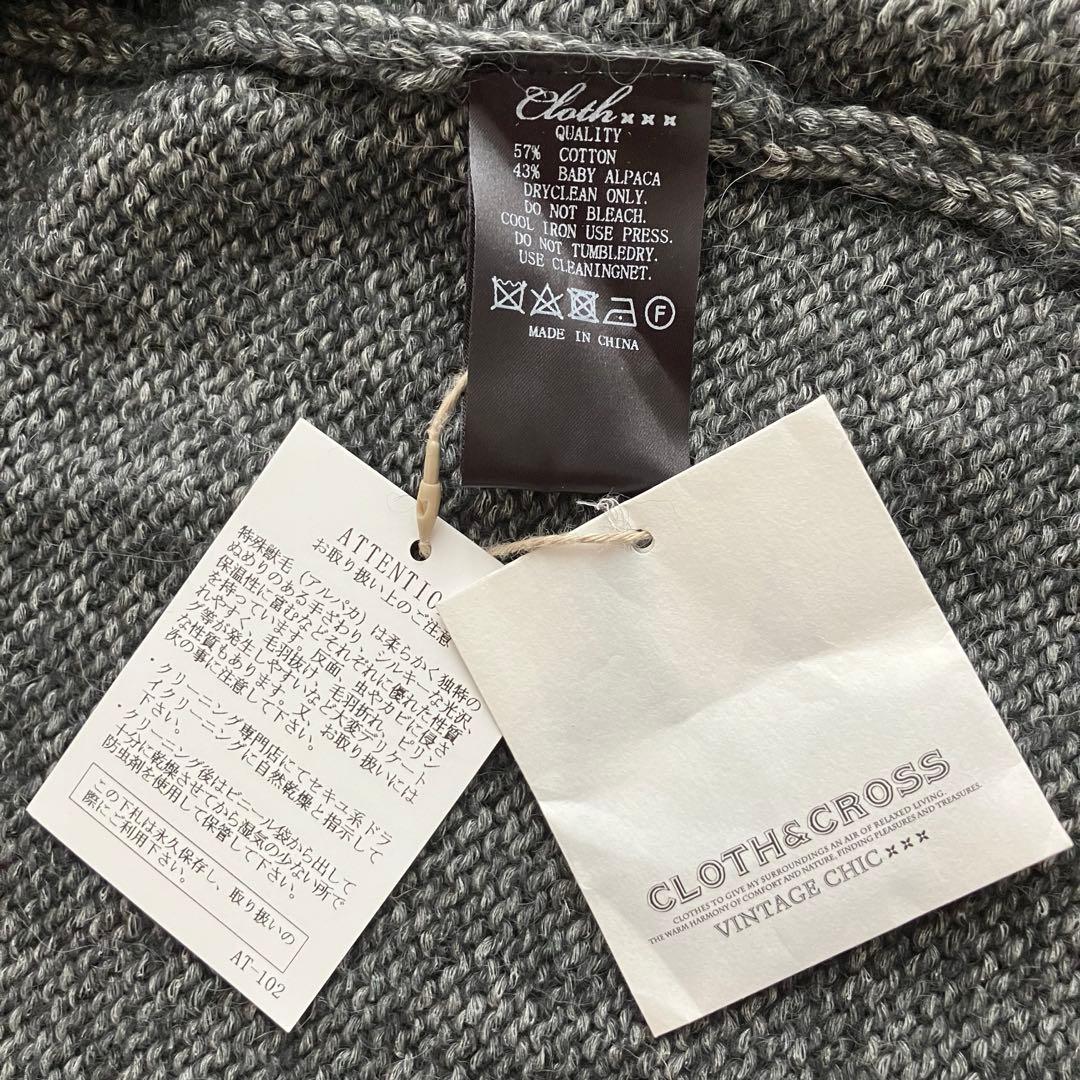 Cloth×××
QUALITY
57% COTTON
43% BABY ALPACA
DRYCLEAN ONLY.
DO NOT BLEACH.
COOL IRON USE PRESS.
DO NOT TUMBLEDRY.
USE CLEANINGNET.
F
MADE IN CHINA
ATTENTIO
お取り扱い上のご注意
特殊獣毛(アルパカ)は柔らかく独特の
ぬめりのある手ざわり、シルキーな光沢、
保温性に富むなどそれぞれに優れた性質
を持っています。反面、虫やカビに侵さ
れやすく、毛羽抜け、毛羽折れ、ピリン
グ等が発生しやすいなど大変デリケート
な性質もあります。又、お取り扱いには
次の事に注意して下さい。
・クリーニング専門店にてセキュ系ドラ
イクリーニングに自然乾燥と指示して
下さい。
・クリーニング後はビニール袋から出して
十分に乾燥させてから湿気の少ない所で
防虫剤を使用して保管して下さい。
この下札は永久保存し、取り扱いの
際にご利用下さい。
AT-102
CLOTH&CROSS
CLOTHES TO GIVE MY SURROUNDINGS AN AIR OF RELAXED LIVING.
THE WARM HARMONY OF COMFORT AND NATURE, FINDING PLEASURES AND TREASURES.
VINTAGE CHIC×××